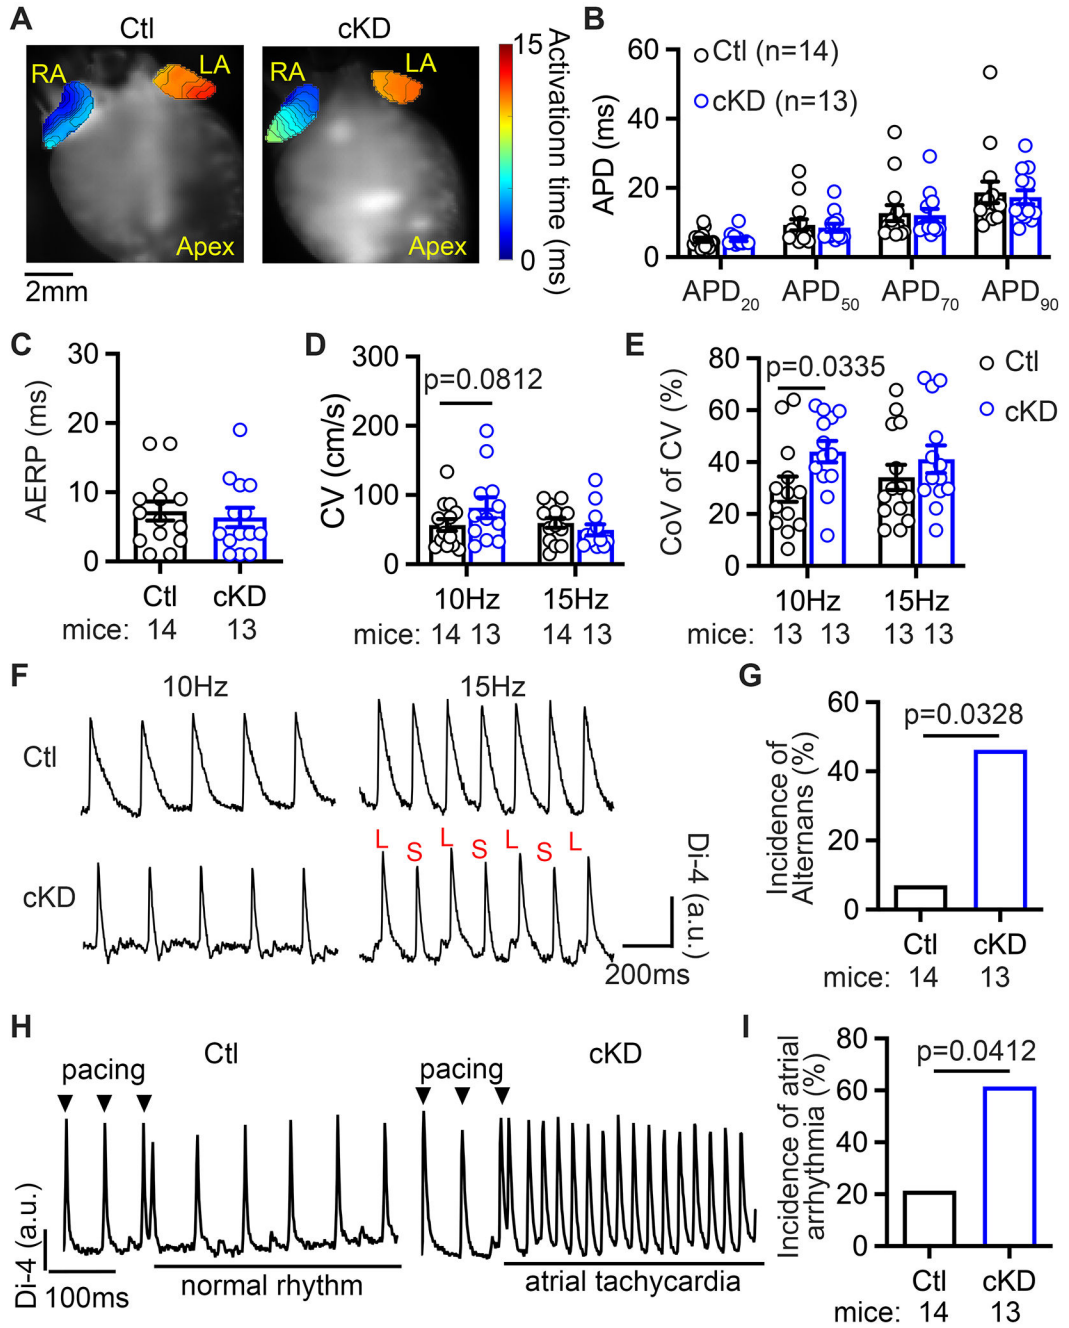 A
Ctl
cKD
RA
LA
RA
LA
Apex
Apex
2mm
15
0
Activationn time (ms)
B
APD (ms)
60
40
20
0
Ctl (n=14)
cKD (n=13)
APD20
APD50
APD70
APD90
C
AERP (ms)
30
20
10
0
Ctl
cKD
mice: 14 13
D
CV (cm/s)
300
200
100
0
p=0.0812
10Hz
15Hz
mice: 14 13 14 13
E
CoV of CV (%)
80
60
40
20
0
p=0.0335
Ctl
cKD
10Hz
15Hz
mice: 13 13 13 13
F
10Hz
15Hz
Ctl
cKD
L S L S L S L
Di-4 (a.u.)
200ms
G
Incidence of
Alternans (%)
60
40
20
0
p=0.0328
Ctl
cKD
mice: 14 13
H
Ctl
cKD
pacing
pacing
Di-4 (a.u.)
100ms
normal rhythm
atrial tachycardia
I
Incidence of atrial
arrhythmia (%)
80
60
40
20
0
p=0.0412
Ctl
cKD
mice: 14 13